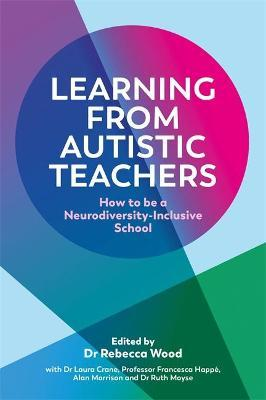 LEARNING
FROM
AUTISTIC
TEACHERS
How to be a
Neurodiversity-Inclusive
School
Edited by
Dr Rebecca Wood
with Dr Laura Crane, Professor Francesca Happé,
Alan Morrison and Dr Ruth Moyse